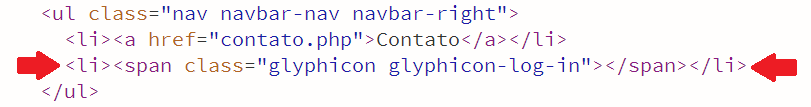 <ul class="nav navbar-nav navbar-right">
<li><a href="contato.php">Contato</a></li>
<li><span class="glyphicon glyphicon-log-in"></span></li>
</ul>